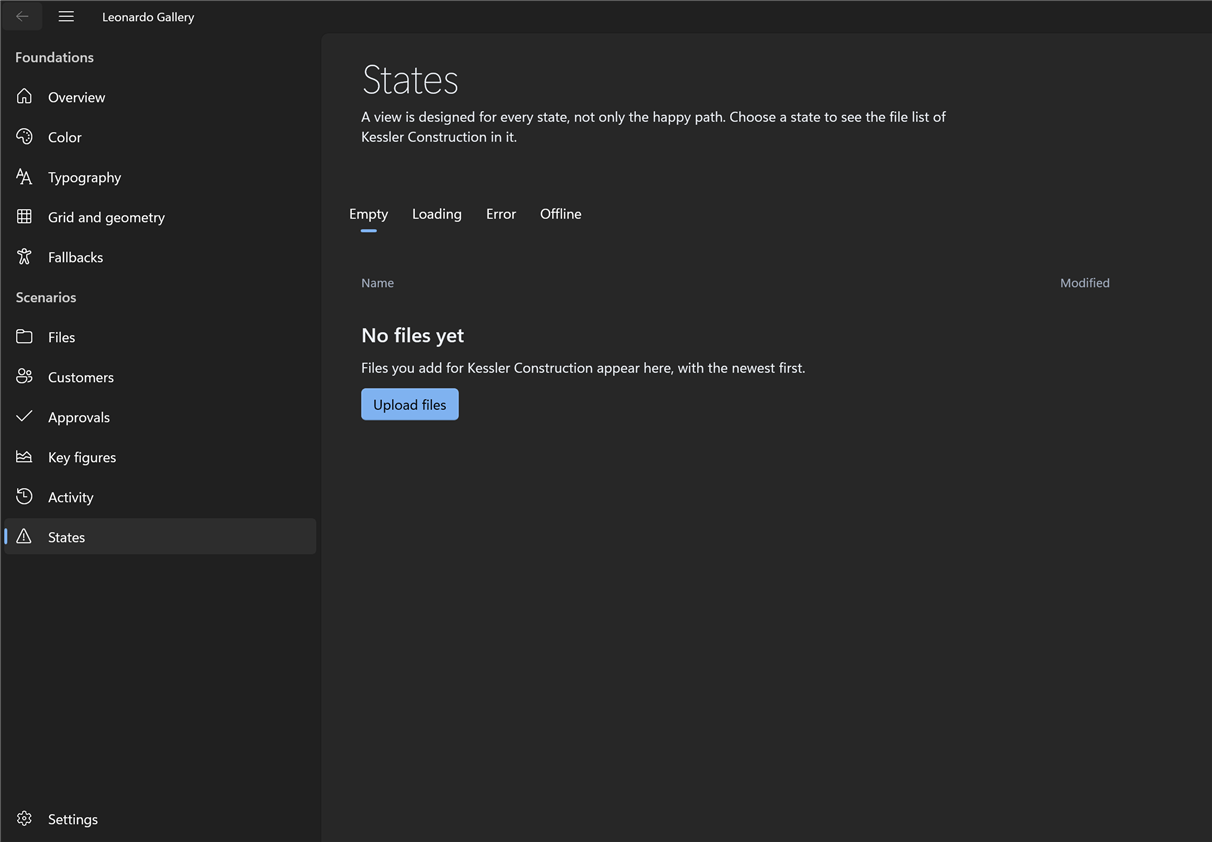 Leonardo Gallery
Foundations
Overview
Color
Typography
Grid and geometry
Fallbacks
Scenarios
Files
Customers
Approvals
Key figures
Activity
States
Settings
States
A view is designed for every state, not only the happy path. Choose a state to see the file list of
Kessler Construction in it.
Empty Loading Error Offline
Name Modified
No files yet
Files you add for Kessler Construction appear here, with the newest first.
Upload files